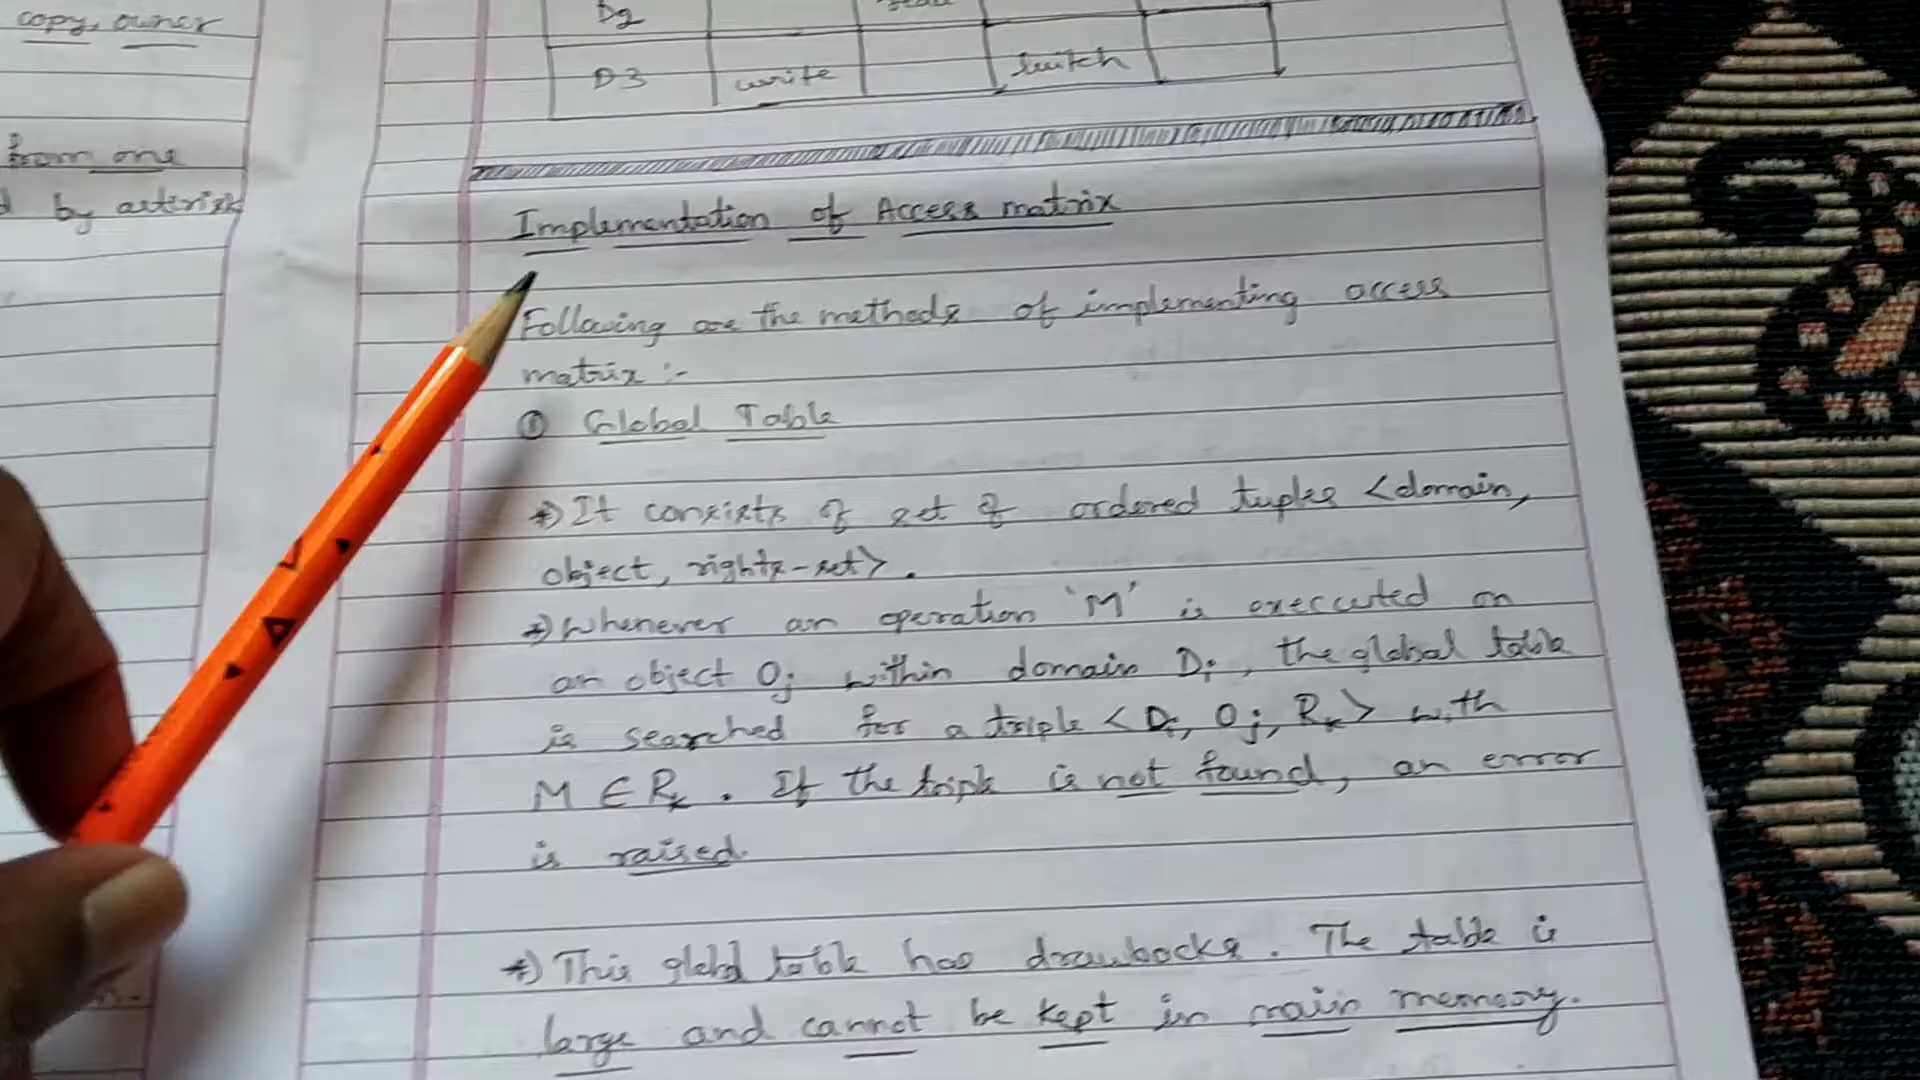 copy, owner
from one
by asterisk
D2
D3 write switch
Implementation of Access matrix
Following are the methods of implementing access
matrix :-
① Global Table
*) It consists of set of ordered tuples <domain,
object, rights-set>.
*) Whenever an operation 'M' is executed on
an object Oj within domain Di, the global table
is searched for a triple <Di, Oj, Rk> with
M ∈ Rk. If the triple is not found, an error
is raised.
*) This global table has drawbacks. The table is
large and cannot be kept in main memory.